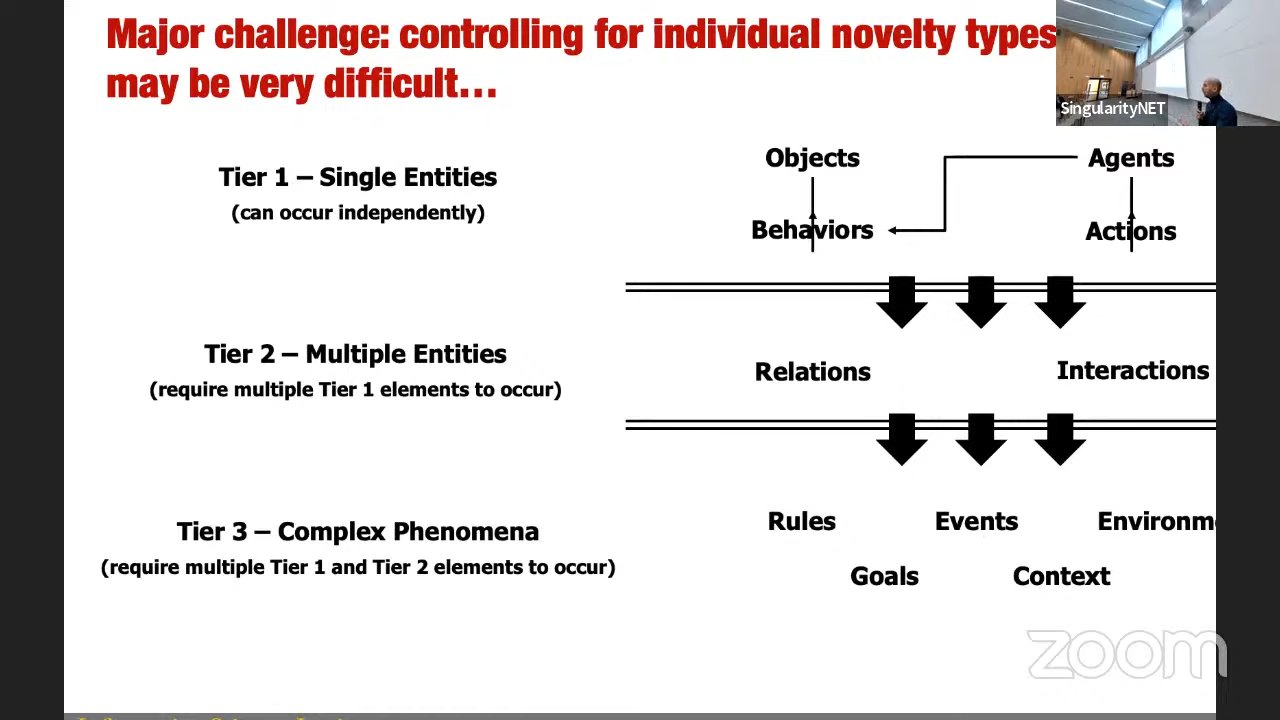 Major challenge: controlling for individual novelty types
may be very difficult…
SingularityNET
Tier 1 – Single Entities
(can occur independently)
Objects
Agents
Behaviors
Actions
Tier 2 – Multiple Entities
(require multiple Tier 1 elements to occur)
Relations
Interactions
Tier 3 – Complex Phenomena
(require multiple Tier 1 and Tier 2 elements to occur)
Rules
Events
Environm
Goals
Context
zoom